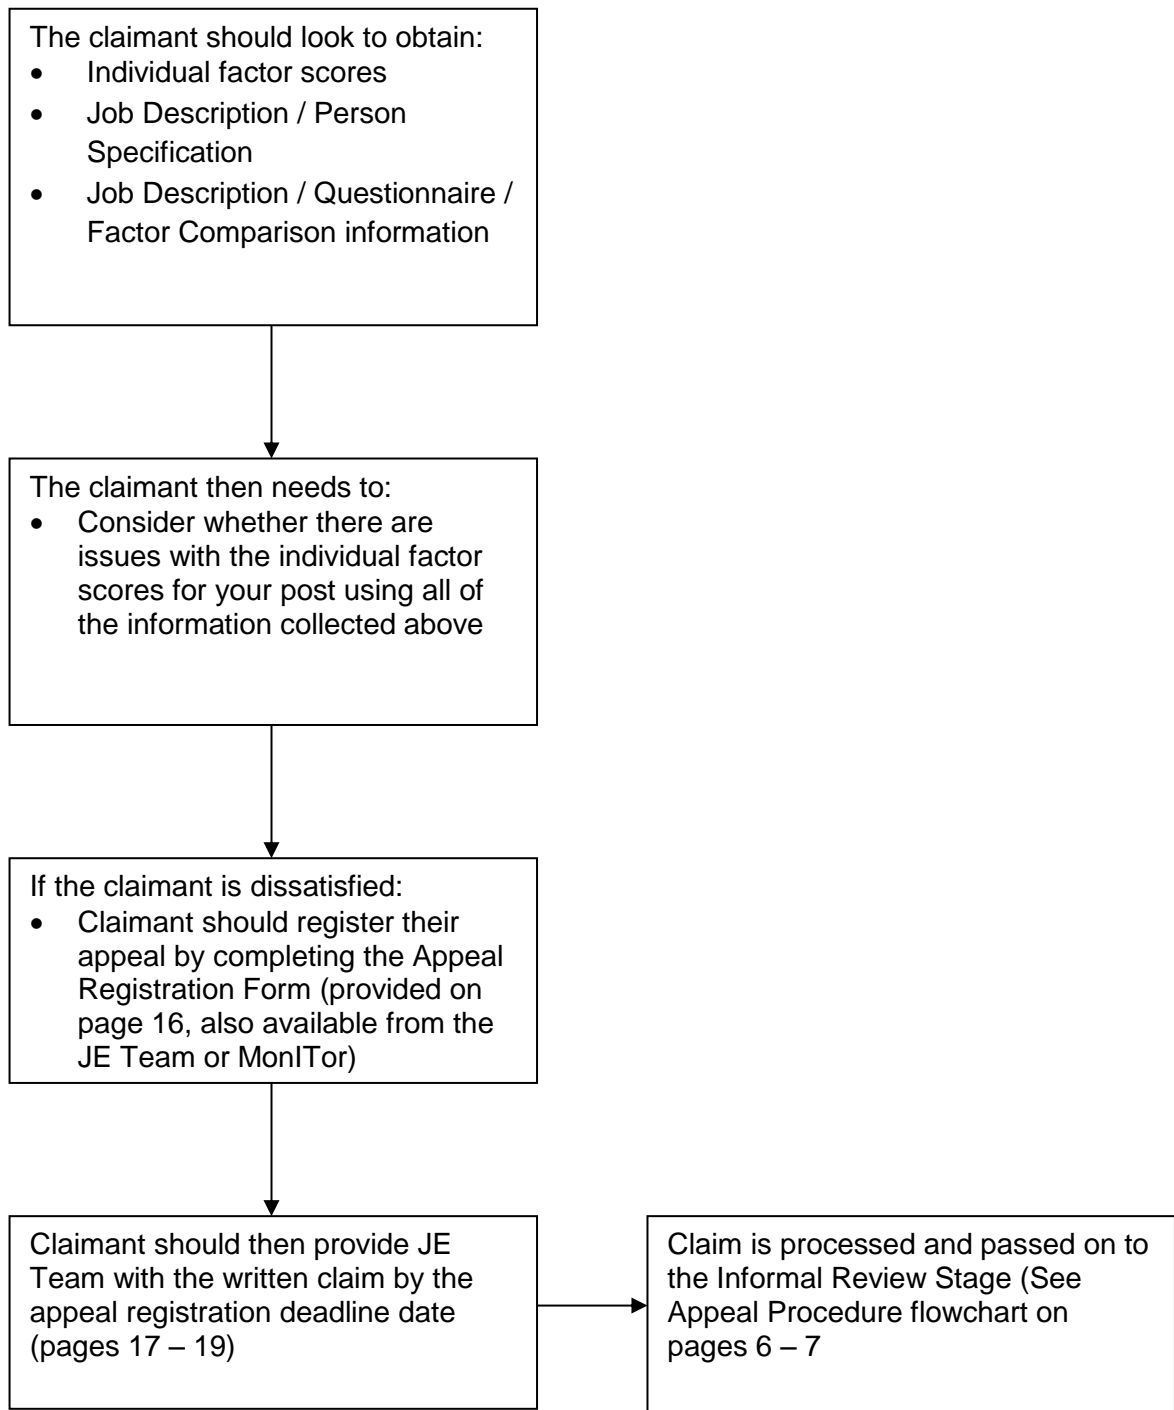 The claimant should look to obtain:
• Individual factor scores
• Job Description / Person
Specification
• Job Description / Questionnaire /
Factor Comparison information
The claimant then needs to:
• Consider whether there are
issues with the individual factor
scores for your post using all of
the information collected above
If the claimant is dissatisfied:
• Claimant should register their
appeal by completing the Appeal
Registration Form (provided on
page 16, also available from the
JE Team or MonITor)
Claimant should then provide JE
Team with the written claim by the
appeal registration deadline date
(pages 17 – 19)
Claim is processed and passed on to
the Informal Review Stage (See
Appeal Procedure flowchart on
pages 6 – 7